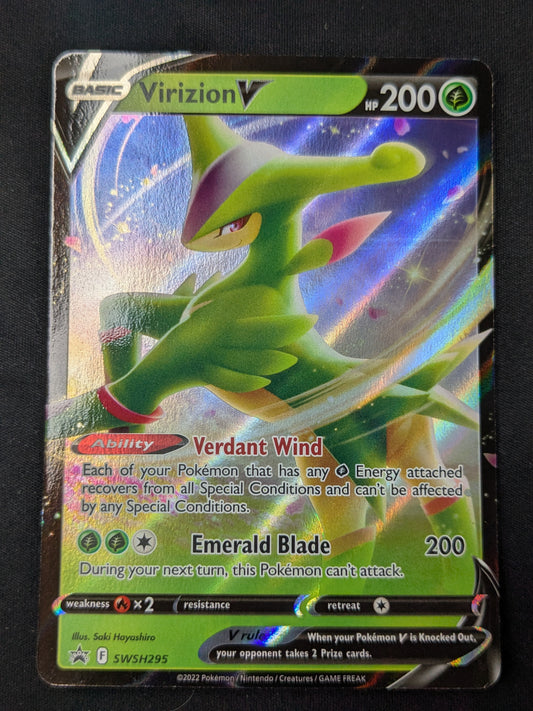 BASIC Virizion V HP 200
Ability Verdant Wind
Each of your Pokémon that has any Energy attached
recovers from all Special Conditions and can't be affected
by any Special Conditions.
Emerald Blade 200
During your next turn, this Pokémon can't attack.
weakness ×2 resistance retreat
Illus. Saki Hayashiro
V rule When your Pokémon V is Knocked Out,
your opponent takes 2 Prize cards.
F SWSH295
©2022 Pokémon / Nintendo / Creatures / GAME FREAK